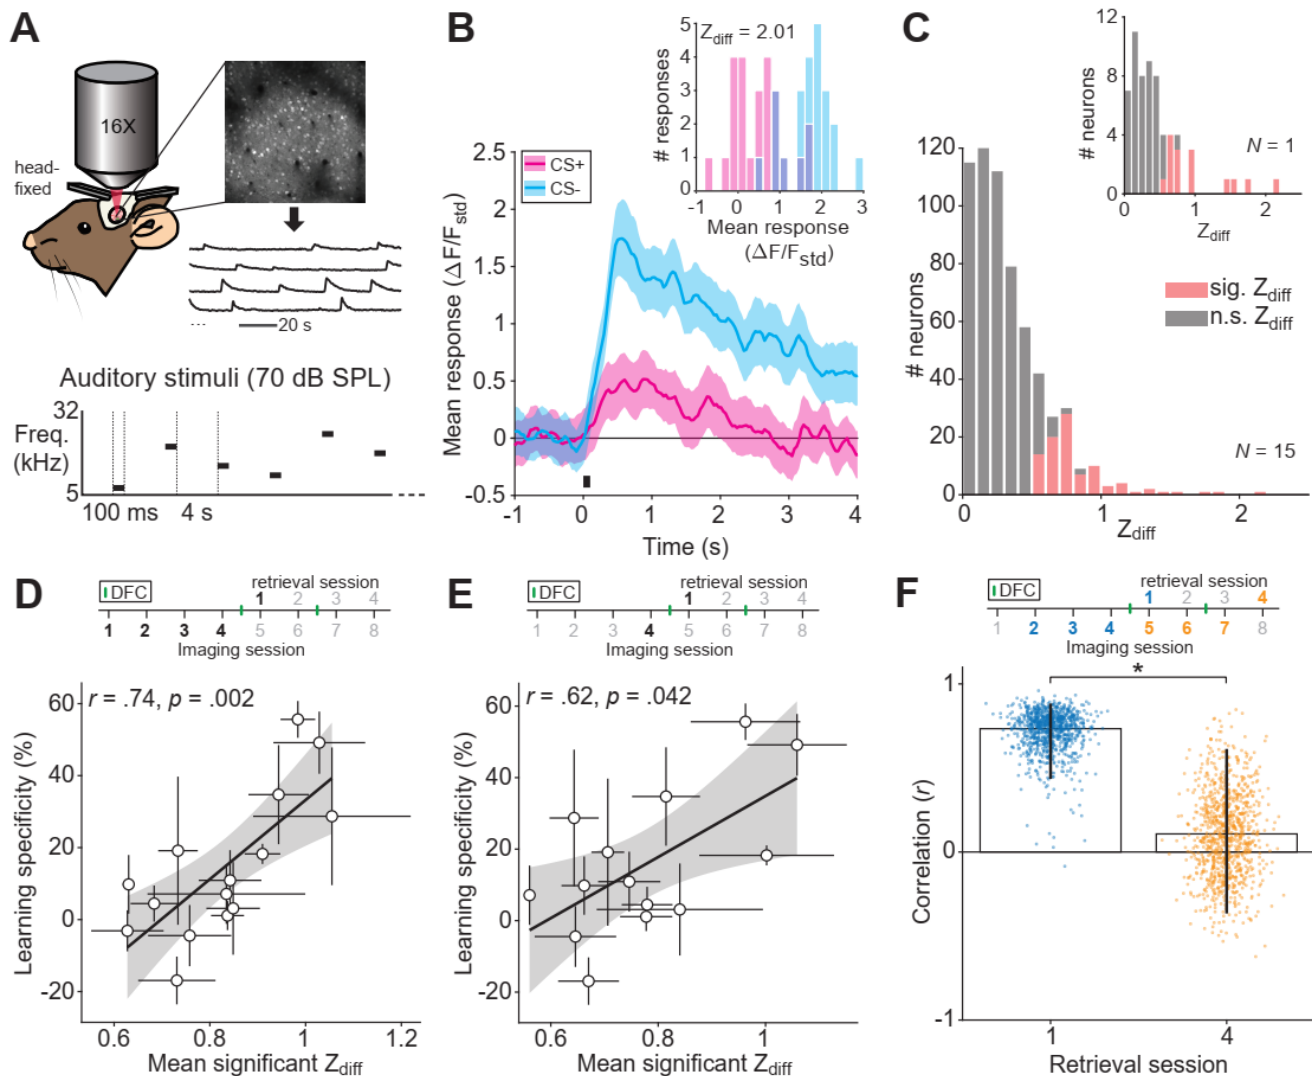 A
16X
head-
fixed
...
20 s
Auditory stimuli (70 dB SPL)
32
Freq.
(kHz)
5
100 ms
4 s
B
Z_diff = 2.01
# responses
5
4
3
2
1
0
-1
0
1
2
3
Mean response
(ΔF/F_std)
CS+
CS-
Mean response (ΔF/F_std)
2.5
2
1.5
1
0.5
0
-0.5
-1
0
1
2
3
4
Time (s)
C
# neurons
12
8
4
0
N = 1
0
1
2
Z_diff
# neurons
120
100
80
60
40
20
0
sig. Z_diff
n.s. Z_diff
N = 15
0
1
2
Z_diff
D
DFC
retrieval session
1 2 3 4
1 2 3 4 5 6 7 8
Imaging session
r = .74, p = .002
Learning specificity (%)
60
40
20
0
-20
0.6
0.8
1
1.2
Mean significant Z_diff
E
DFC
retrieval session
1 2 3 4
1 2 3 4 5 6 7 8
Imaging session
r = .62, p = .042
Learning specificity (%)
60
40
20
0
-20
0.6
0.8
1
Mean significant Z_diff
F
DFC
retrieval session
1 2 3 4
1 2 3 4 5 6 7 8
Imaging session
*
Correlation (r)
1
0
-1
1
4
Retrieval session